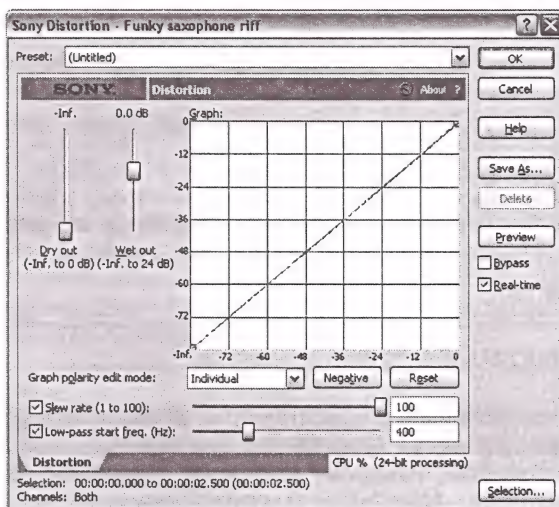 Sony Distortion - Funky saxophone riff
Preset: (Untitled)
OK
SONY Distortion About ?
Cancel
Help
Save As...
Delete
Preview
Bypass
Real-time
-Inf. 0.0 dB Graph:
0
-12
-24
-36
-48
-60
-72
-Inf. -72 -60 -48 -36 -24 -12 0
Dry out Wet out
(-Inf. to 0 dB) (-Inf. to 24 dB)
Graph polarity edit mode: Individual Negative Reset
Slew rate (1 to 100): 100
Low-pass start freq. (Hz): 400
Distortion CPU % (24-bit processing)
Selection: 00:00:00.000 to 00:00:02.500 (00:00:02.500)
Channels: Both
Selection...